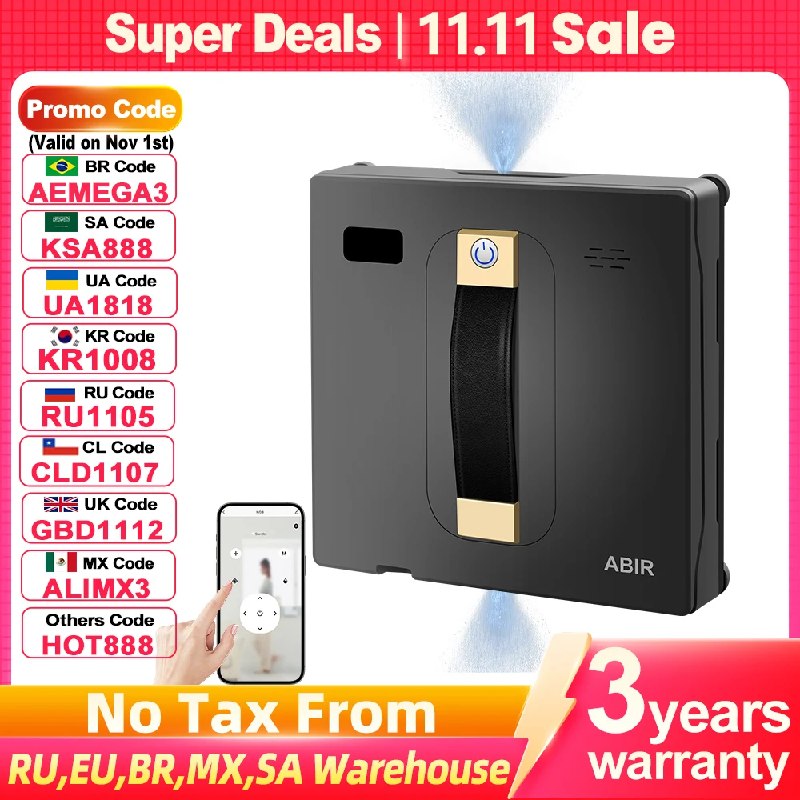 Super Deals | 11.11 Sale
Promo Code
(Valid on Nov 1st)
BR Code
AEMEGA3
SA Code
KSA888
UA Code
UA1818
KR Code
KR1008
RU Code
RU1105
CL Code
CLD1107
UK Code
GBD1112
MX Code
ALIMX3
Others Code
HOT888
ABIR
No Tax From
RU,EU,BR,MX,SA Warehouse
3 years
warranty